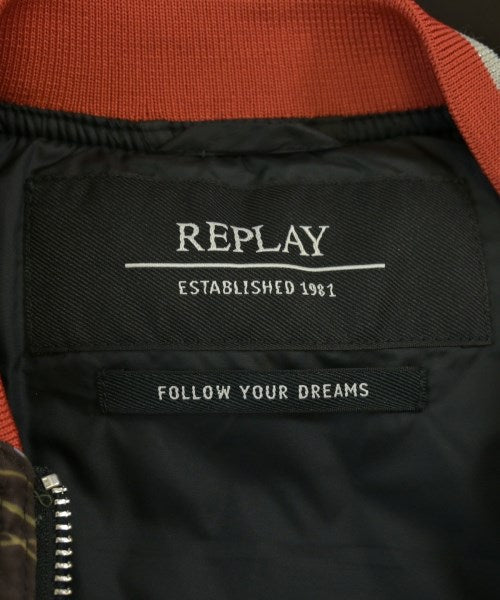 REPLAY
ESTABLISHED 1981
FOLLOW YOUR DREAMS